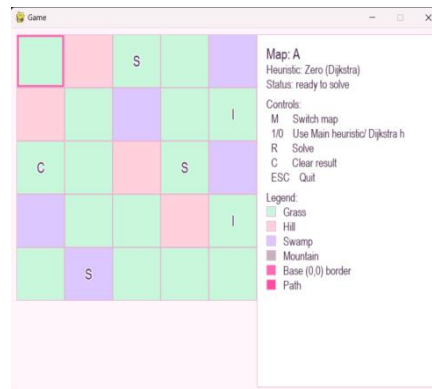 Game
S
I
C S
I
S
Map: A
Heuristic: Zero (Dijkstra)
Status: ready to solve
Controls:
M Switch map
1/0 Use Main heuristic/ Dijkstra h
R Solve
C Clear result
ESC Quit
Legend:
Grass
Hill
Swamp
Mountain
Base (0,0) border
Path